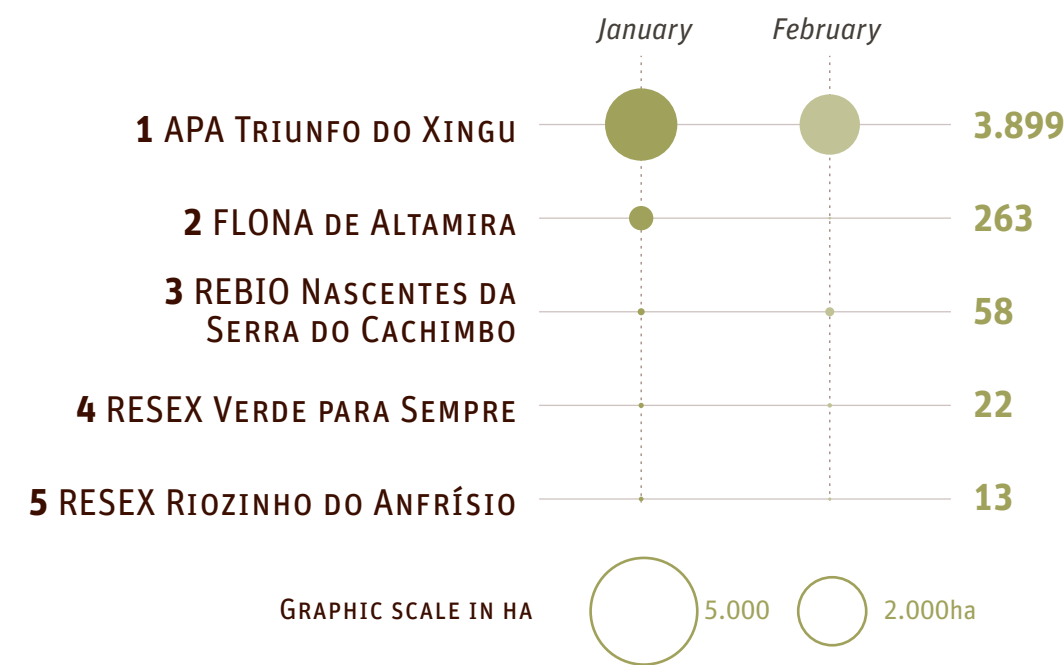 January February
1 APA Triunfo do Xingu 3.899
2 FLONA de Altamira 263
3 REBIO Nascentes da
Serra do Cachimbo 58
4 RESEX Verde para Sempre 22
5 RESEX Riozinho do Anfrísio 13
Graphic scale in ha 5.000 2.000ha